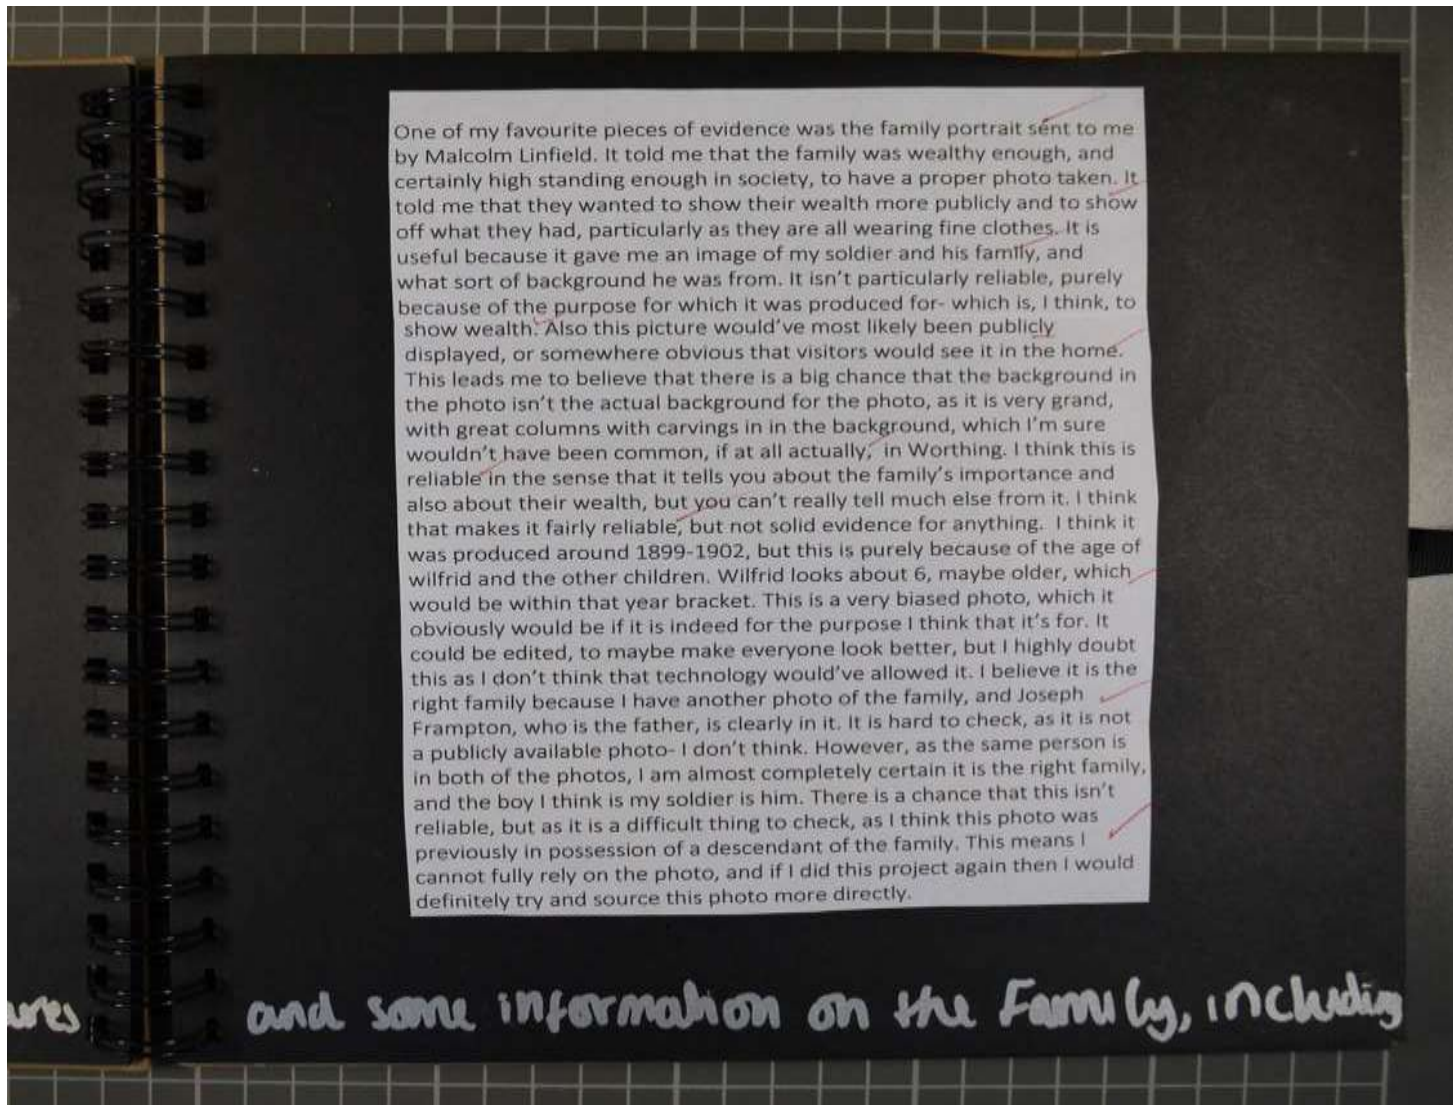 One of my favourite pieces of evidence was the family portrait sent to me
by Malcolm Linfield. It told me that the family was wealthy enough, and
certainly high standing enough in society, to have a proper photo taken. It
told me that they wanted to show their wealth more publicly and to show
off what they had, particularly as they are all wearing fine clothes. It is
useful because it gave me an image of my soldier and his family, and
what sort of background he was from. It isn't particularly reliable, purely
because of the purpose for which it was produced for- which is, I think, to
show wealth. Also this picture would've most likely been publicly
displayed, or somewhere obvious that visitors would see it in the home.
This leads me to believe that there is a big chance that the background in
the photo isn't the actual background for the photo, as it is very grand,
with great columns with carvings in in the background, which I'm sure
wouldn't have been common, if at all actually, in Worthing. I think this is
reliable in the sense that it tells you about the family's importance and
also about their wealth, but you can't really tell much else from it. I think
that makes it fairly reliable, but not solid evidence for anything. I think it
was produced around 1899-1902, but this is purely because of the age of
wilfrid and the other children. Wilfrid looks about 6, maybe older, which
would be within that year bracket. This is a very biased photo, which it
obviously would be if it is indeed for the purpose I think that it's for. It
could be edited, to maybe make everyone look better, but I highly doubt
this as I don't think that technology would've allowed it. I believe it is the
right family because I have another photo of the family, and Joseph
Frampton, who is the father, is clearly in it. It is hard to check, as it is not
a publicly available photo- I don't think. However, as the same person is
in both of the photos, I am almost completely certain it is the right family,
and the boy I think is my soldier is him. There is a chance that this isn't
reliable, but as it is a difficult thing to check, as I think this photo was
previously in possession of a descendant of the family. This means I
cannot fully rely on the photo, and if I did this project again then I would
definitely try and source this photo more directly.
and some information on the Family, including